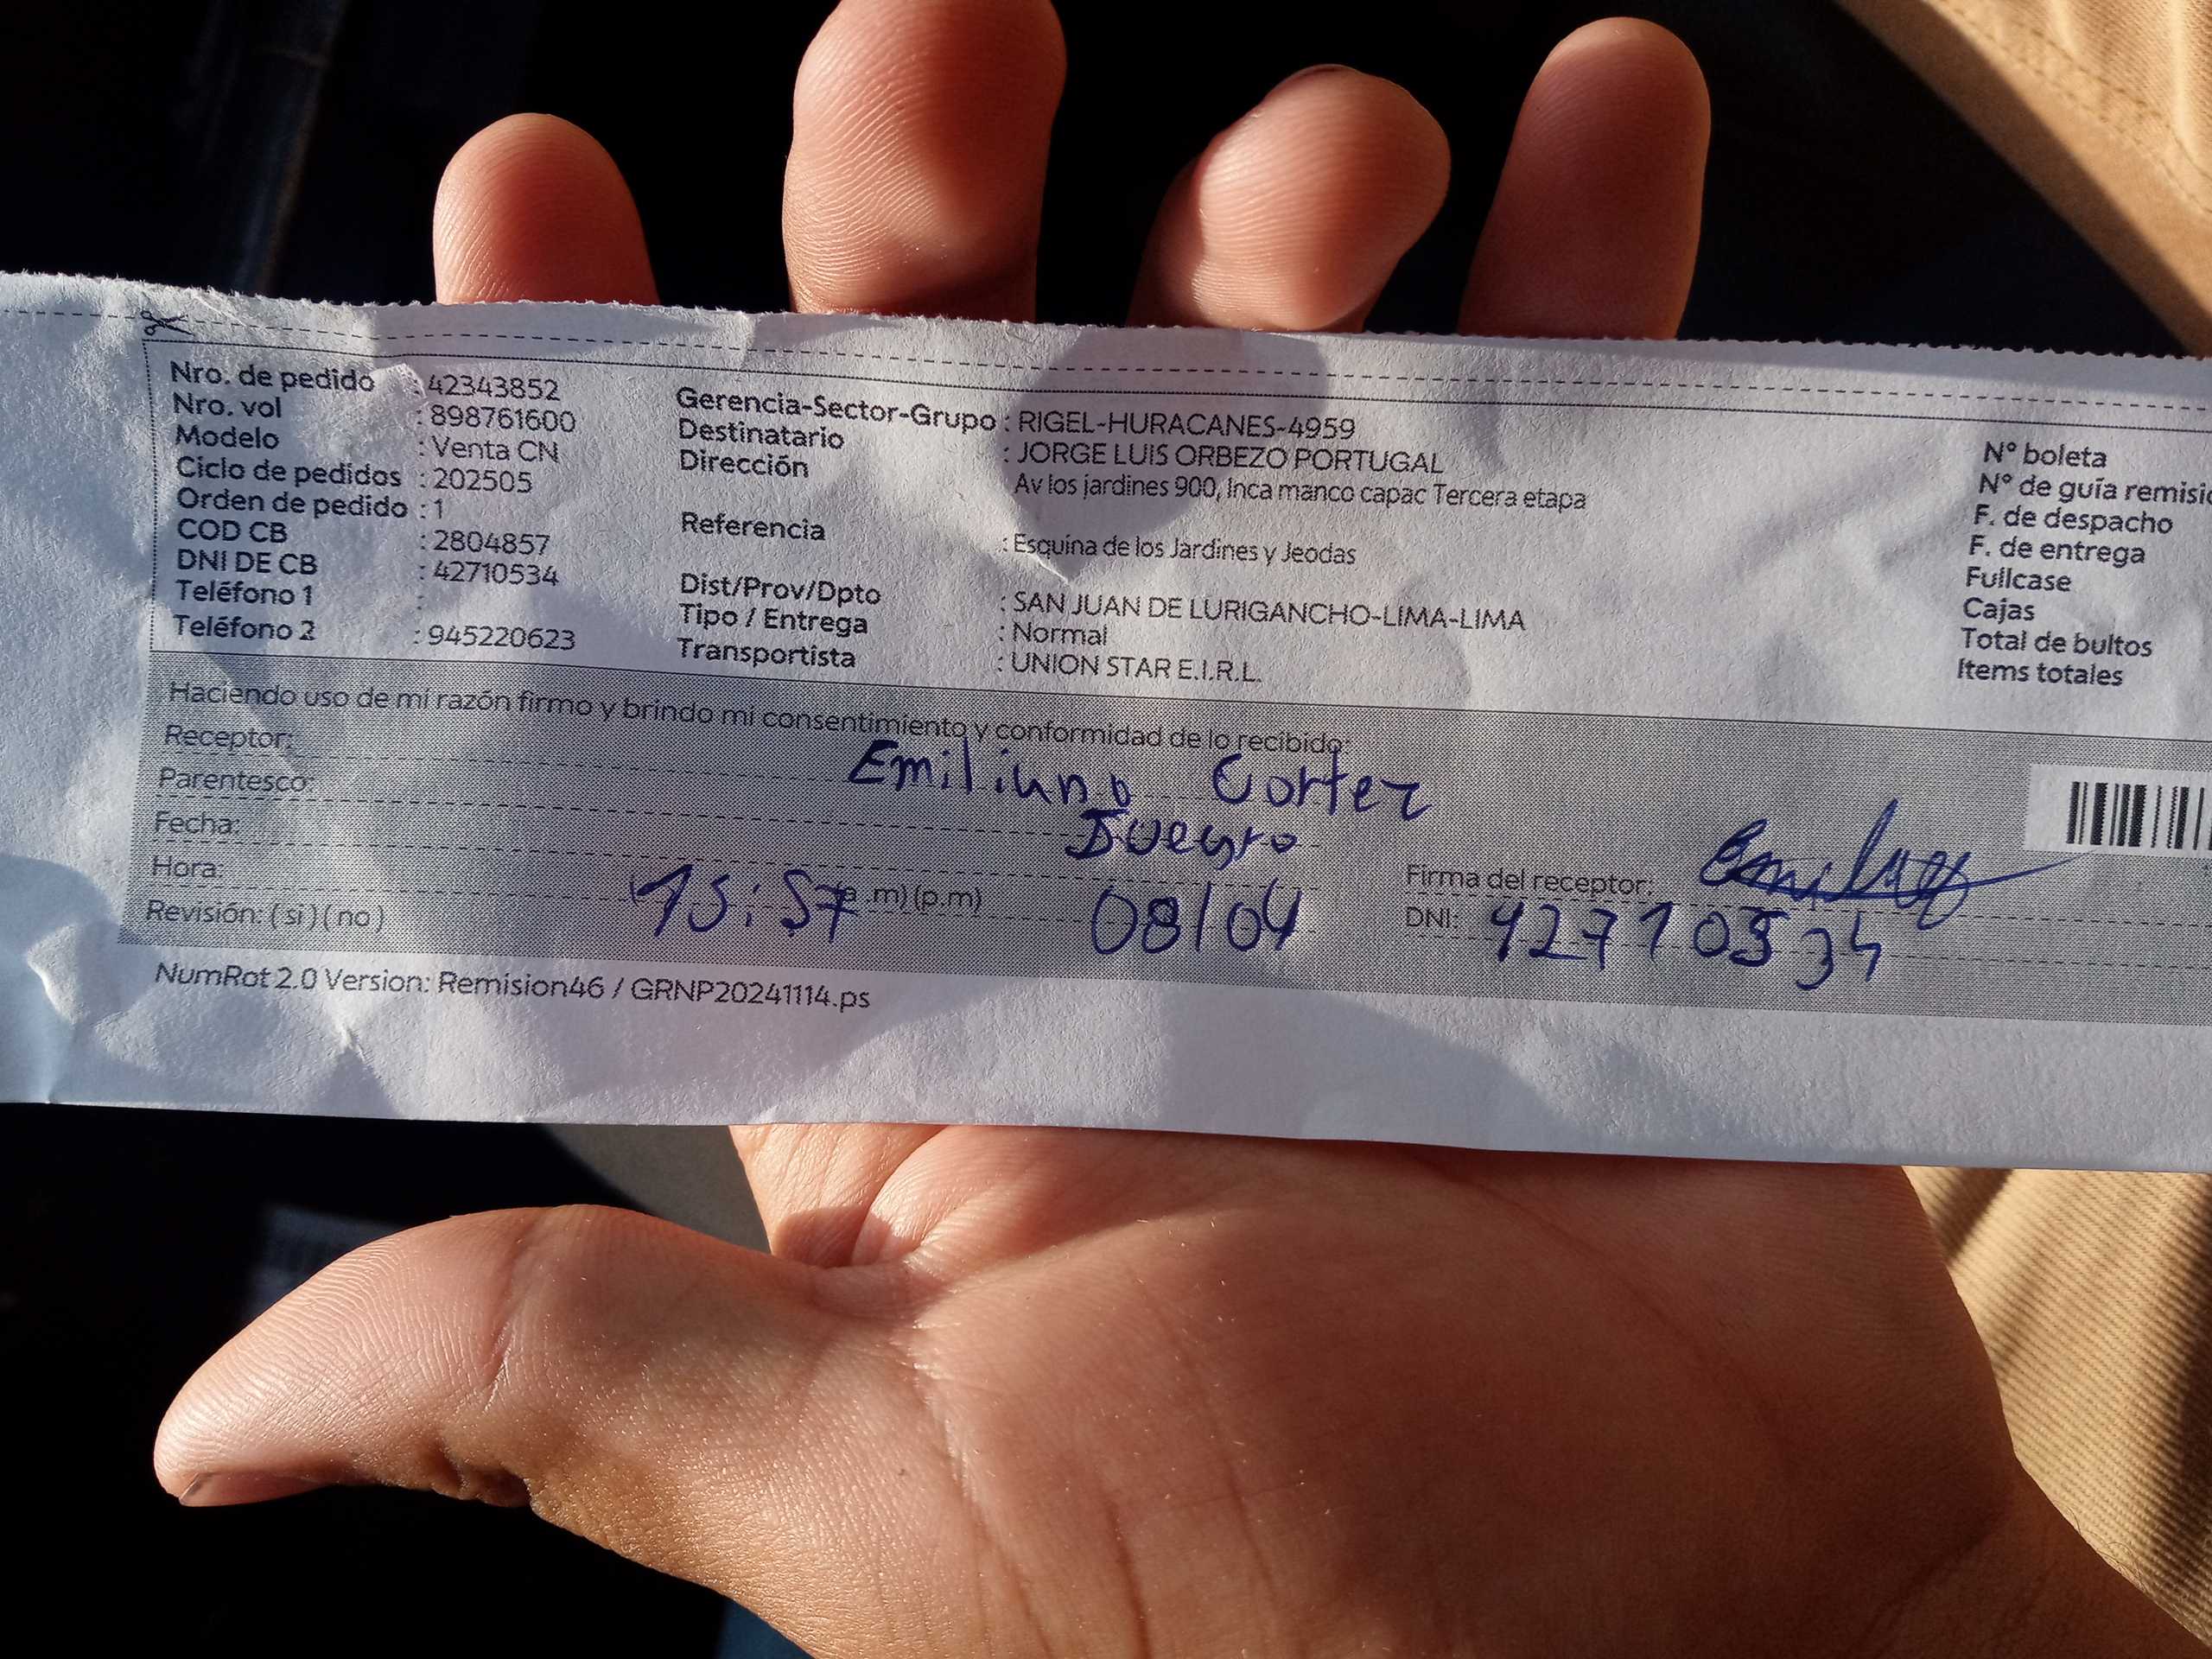 Nro. de pedido : 42343852
Nro. vol : 898761600
Modelo : Venta CN
Ciclo de pedidos : 202505
Orden de pedido : 1
COD CB : 2804857
DNI DE CB : 42710534
Teléfono 1 :
Teléfono 2 : 945220623
Gerencia-Sector-Grupo : RIGEL-HURACANES-4959
Destinatario : JORGE LUIS ORBEZO PORTUGAL
Dirección Av los jardines 900, Inca manco capac Tercera etapa
Referencia : Esquina de los Jardines y Jeodas
Dist/Prov/Dpto : SAN JUAN DE LURIGANCHO-LIMA-LIMA
Tipo / Entrega : Normal
Transportista : UNION STAR E.I.R.L.
N° boleta
N° de guía remisió
F. de despacho
F. de entrega
Fullcase
Cajas
Total de bultos
Items totales
Haciendo uso de mi razón firmo y brindo mi consentimiento y conformidad de lo recibido:
Receptor: Emiliano Cortez
Parentesco:
Fecha: 08/04
Hora: 15:57 (a.m) (p.m)
Revisión: ( si ) ( no )
Firma del receptor:
DNI: 42710534
NumRot 2.0 Version: Remision46 / GRNP20241114.ps